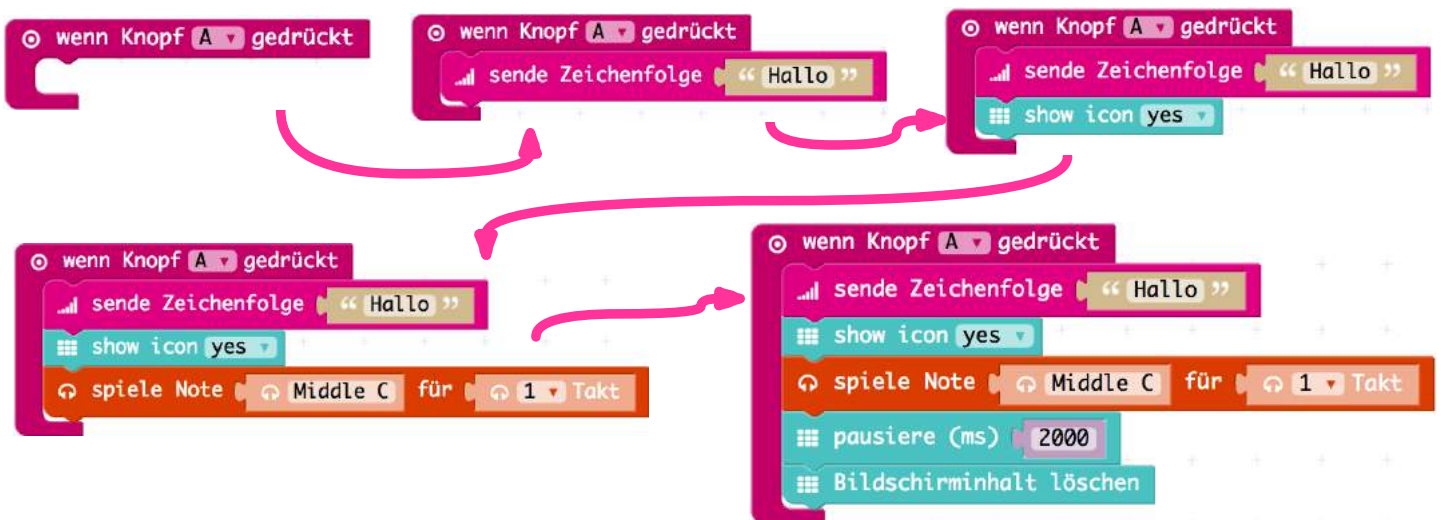 wenn Knopf A gedrückt
wenn Knopf A gedrückt
sende Zeichenfolge “ Hallo ”
wenn Knopf A gedrückt
sende Zeichenfolge “ Hallo ”
show icon yes
wenn Knopf A gedrückt
sende Zeichenfolge “ Hallo ”
show icon yes
spiele Note Middle C für 1 Takt
wenn Knopf A gedrückt
sende Zeichenfolge “ Hallo ”
show icon yes
spiele Note Middle C für 1 Takt
pausiere (ms) 2000
Bildschirminhalt löschen